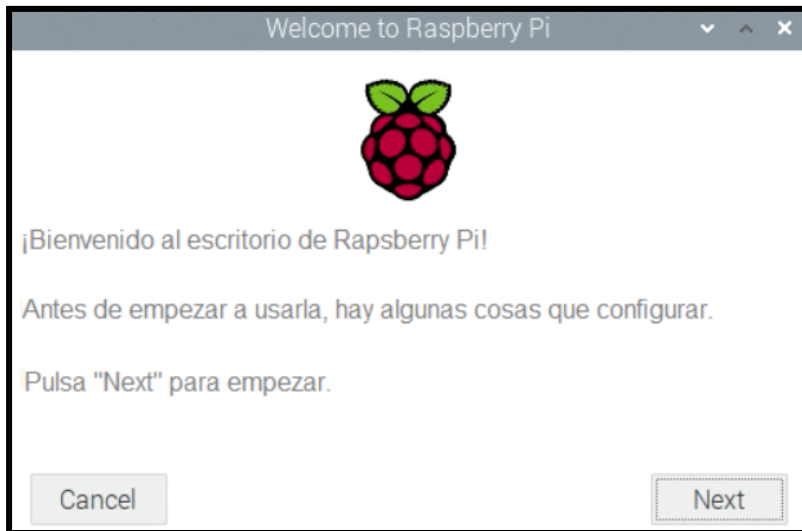 Welcome to Raspberry Pi
¡Bienvenido al escritorio de Rapsberry Pi!
Antes de empezar a usarla, hay algunas cosas que configurar.
Pulsa "Next" para empezar.
Cancel
Next